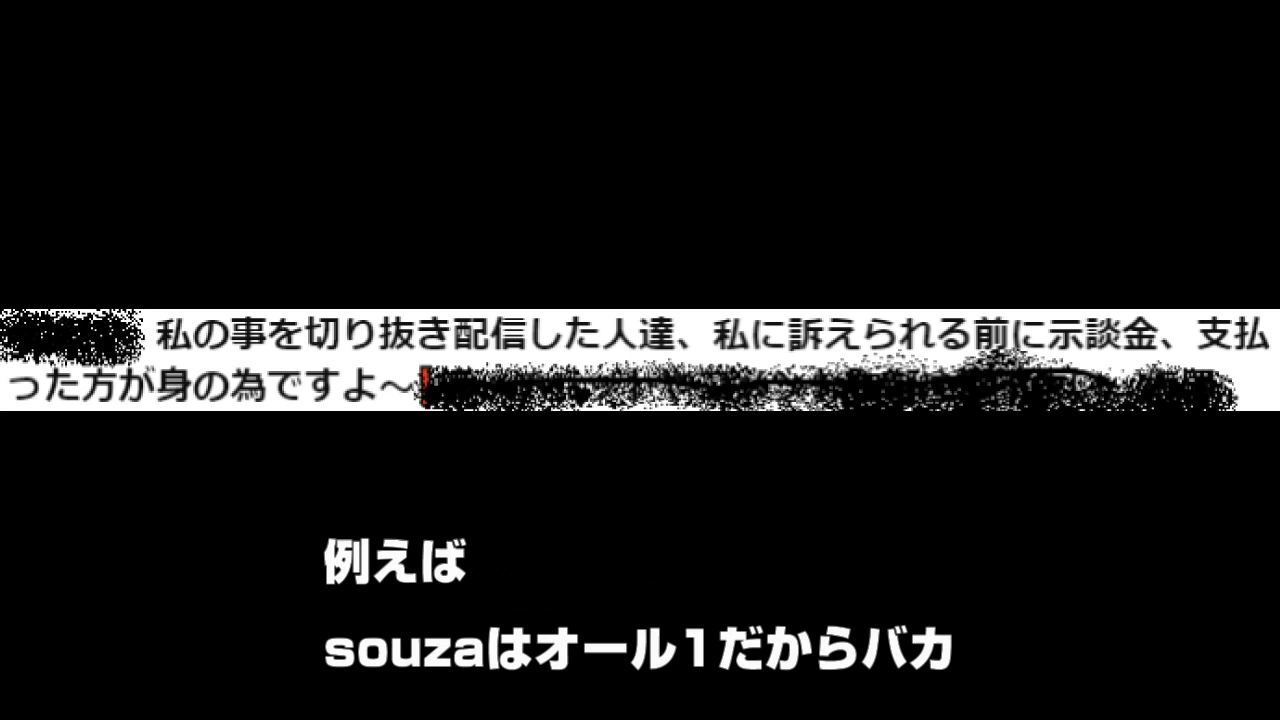 私の事を切り抜き配信した人達、私に訴えられる前に示談金、支払
った方が身の為ですよ～
例えば
souzaはオール1だからバカ